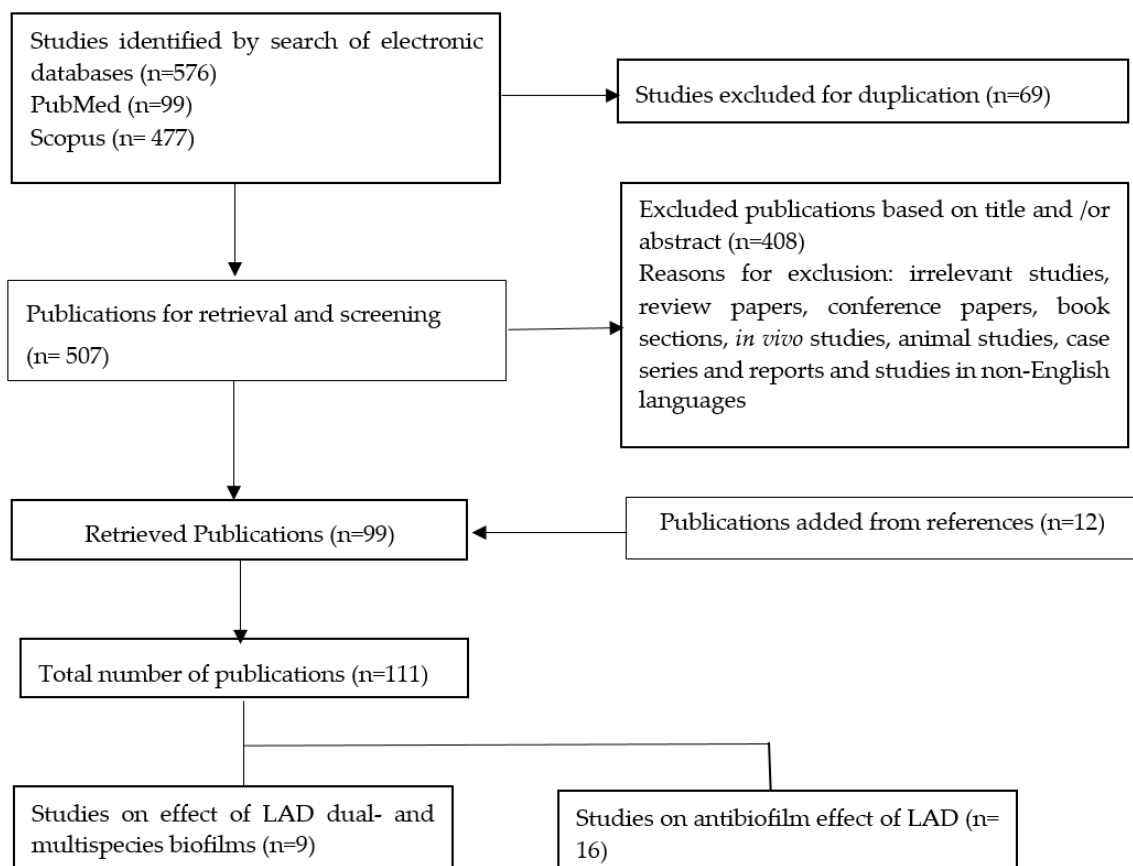 Studies identified by search of electronic
databases (n=576)
PubMed (n=99)
Scopus (n= 477)
Studies excluded for duplication (n=69)
Excluded publications based on title and /or
abstract (n=408)
Reasons for exclusion: irrelevant studies,
review papers, conference papers, book
sections, in vivo studies, animal studies, case
series and reports and studies in non-English
languages
Publications for retrieval and screening
(n= 507)
Retrieved Publications (n=99)
Publications added from references (n=12)
Total number of publications (n=111)
Studies on effect of LAD dual- and
multispecies biofilms (n=9)
Studies on antibiofilm effect of LAD (n=
16)